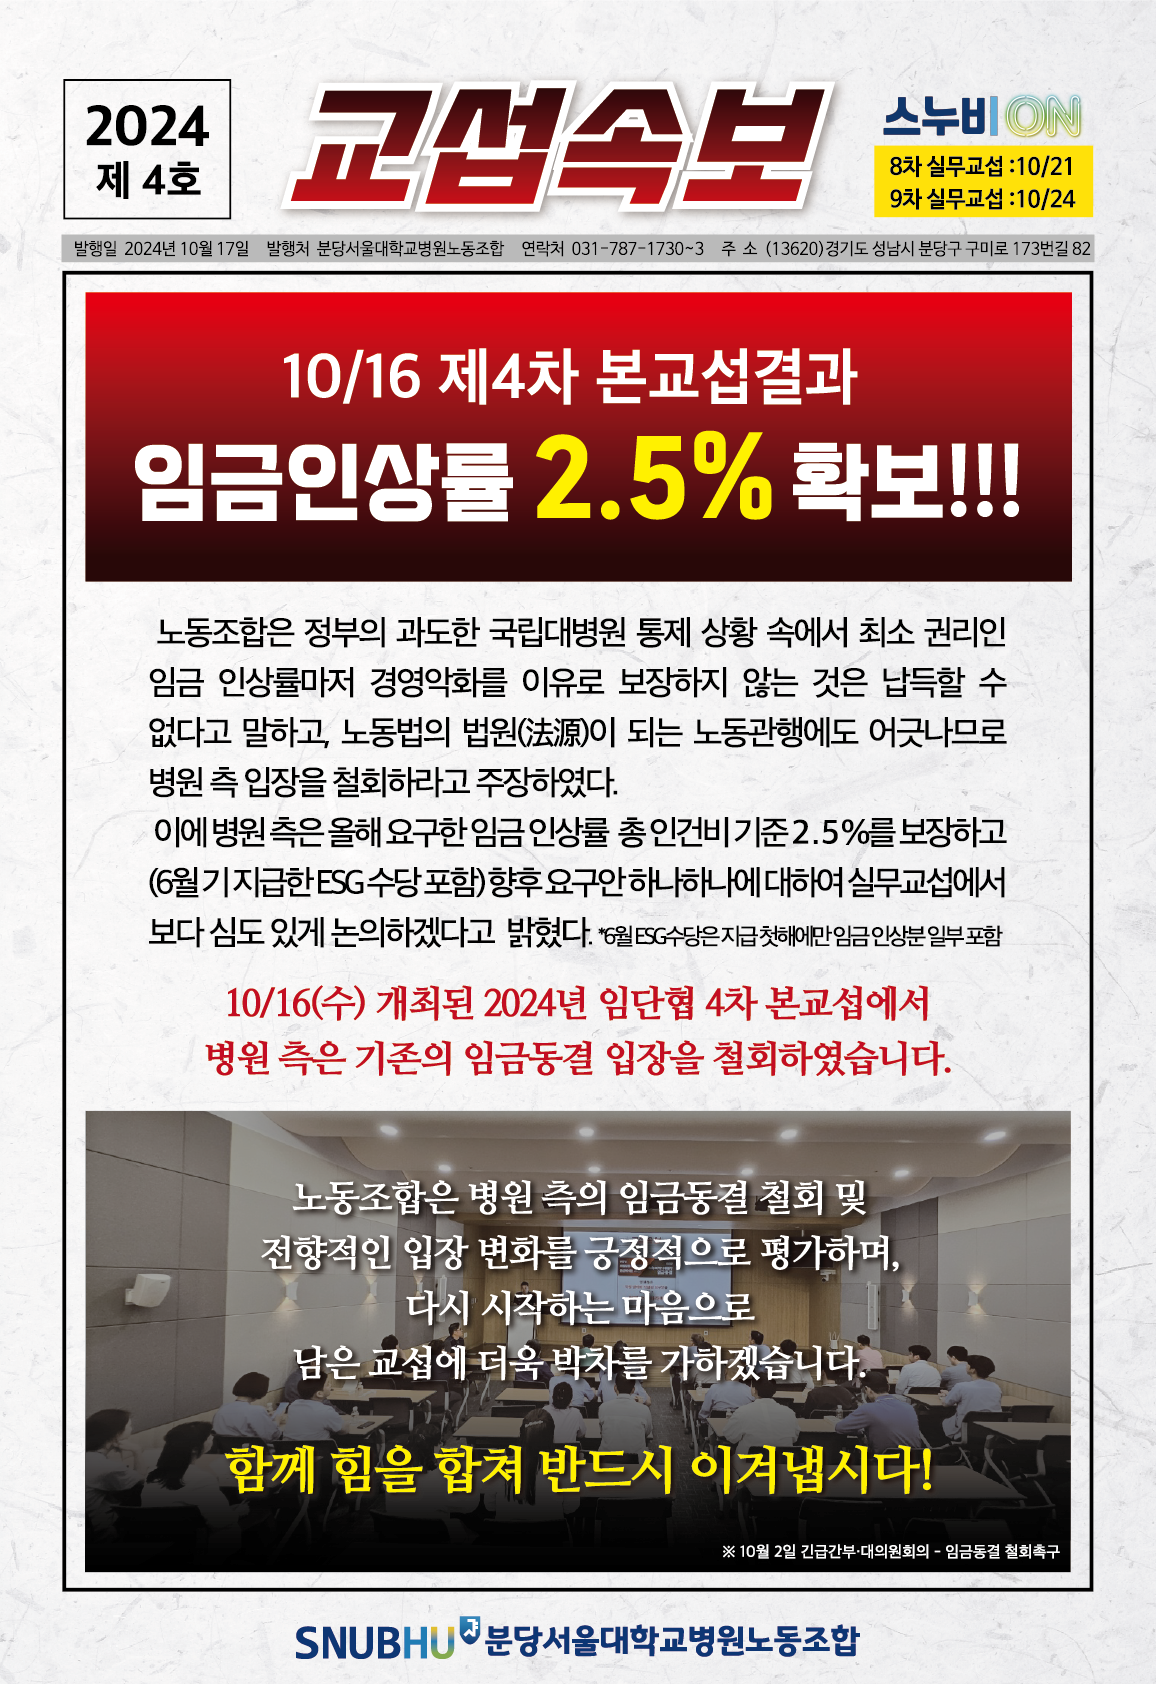 2024
제 4호
교섭속보
스누비ON
8차 실무교섭 :10/21
9차 실무교섭 :10/24
발행일 2024년 10월 17일 발행처 분당서울대학교병원노동조합 연락처 031-787-1730~3 주 소 (13620)경기도 성남시 분당구 구미로 173번길 82
10/16 제4차 본교섭결과
임금인상률 2.5% 확보!!!
노동조합은 정부의 과도한 국립대병원 통제 상황 속에서 최소 권리인
임금 인상률마저 경영악화를 이유로 보장하지 않는 것은 납득할 수
없다고 말하고, 노동법의 법원(法源)이 되는 노동관행에도 어긋나므로
병원 측 입장을 철회하라고 주장하였다.
이에 병원 측은 올해 요구한 임금 인상률 총 인건비 기준 2.5%를 보장하고
(6월 기 지급한 ESG 수당 포함) 향후 요구안 하나하나에 대하여 실무교섭에서
보다 심도 있게 논의하겠다고 밝혔다. *6월 ESG수당은 지급 첫해에만 임금 인상분 일부 포함
10/16(수) 개최된 2024년 임단협 4차 본교섭에서
병원 측은 기존의 임금동결 입장을 철회하였습니다.
노동조합은 병원 측의 임금동결 철회 및
전향적인 입장 변화를 긍정적으로 평가하며,
다시 시작하는 마음으로
남은 교섭에 더욱 박차를 가하겠습니다.
함께 힘을 합쳐 반드시 이겨냅시다!
※ 10월 2일 긴급간부·대의원회의 - 임금동결 철회촉구
SNUBHU 분당서울대학교병원노동조합